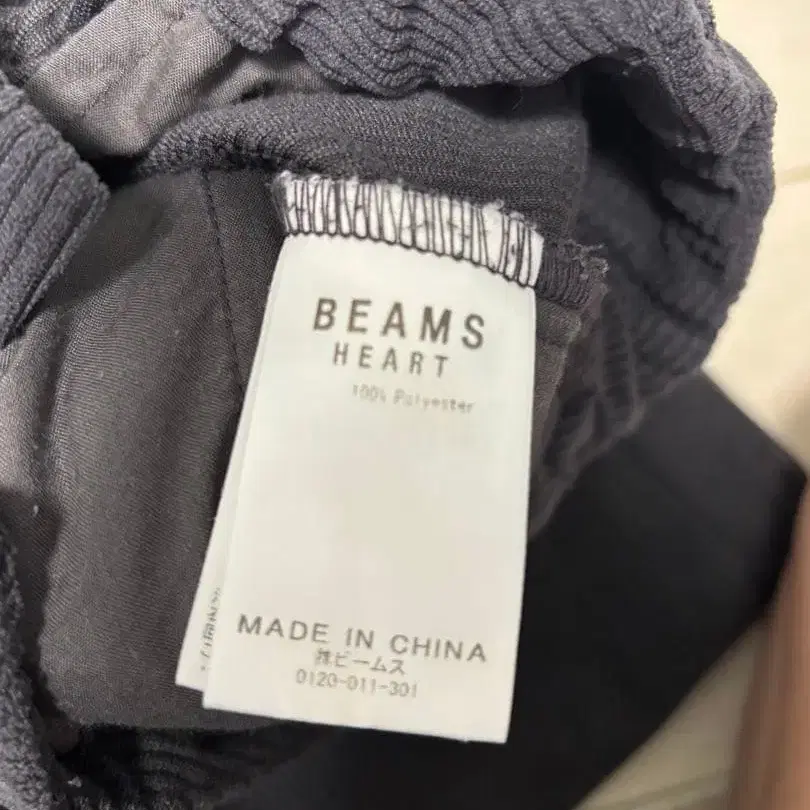 BEAMS
HEART
100% Polyester
MADE IN CHINA
㈱ビームス
0120-011-301